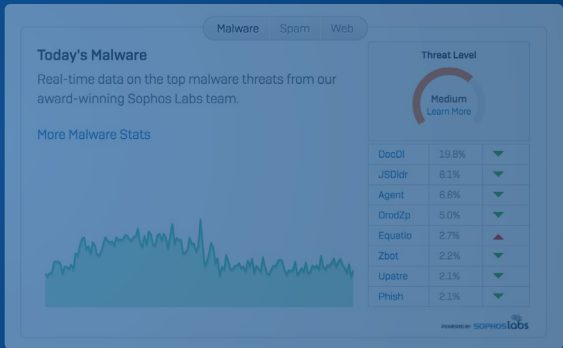 Malware Spam Web
Today's Malware
Real-time data on the top malware threats from our
award-winning Sophos Labs team.
More Malware Stats
Threat Level
Medium
Learn More
DocDl 19.8%
JSDldr 8.1%
Agent 6.6%
DrodZp 5.0%
Equatio 2.7%
Zbot 2.2%
Upatre 2.1%
Phish 2.1%
POWERED BY SOPHOSLabs